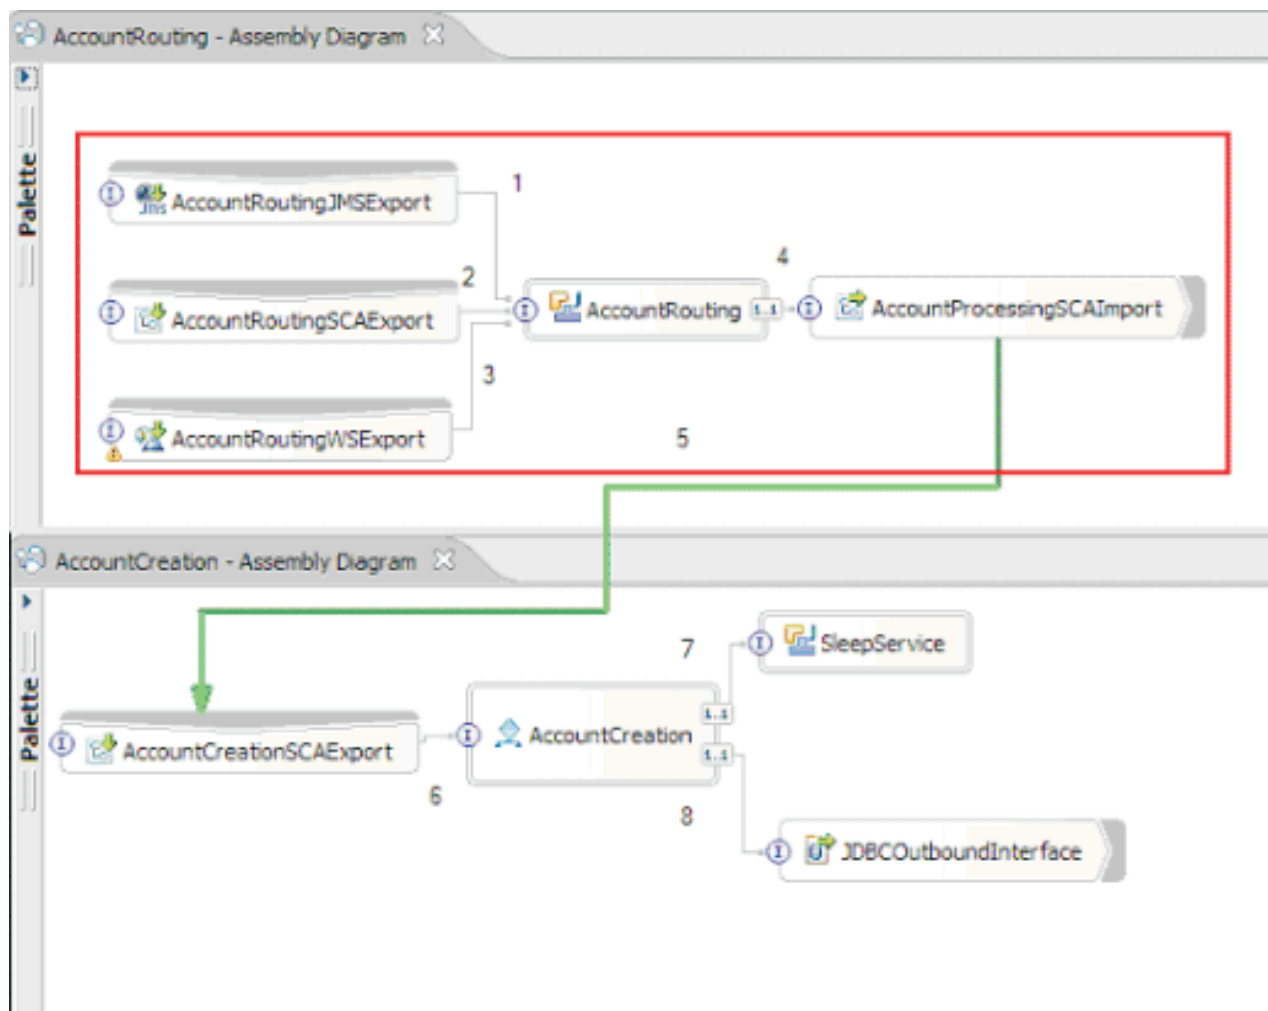 AccountRouting - Assembly Diagram
Palette
1
AccountRoutingJMSExport
JMS
2
4
AccountRoutingSCAExport
AccountRouting
1..1
AccountProcessingSCAImport
3
AccountRoutingWSExport
5
AccountCreation - Assembly Diagram
Palette
7
SleepService
1..1
AccountCreation
AccountCreationSCAExport
1..1
6
8
JDBCOutboundInterface